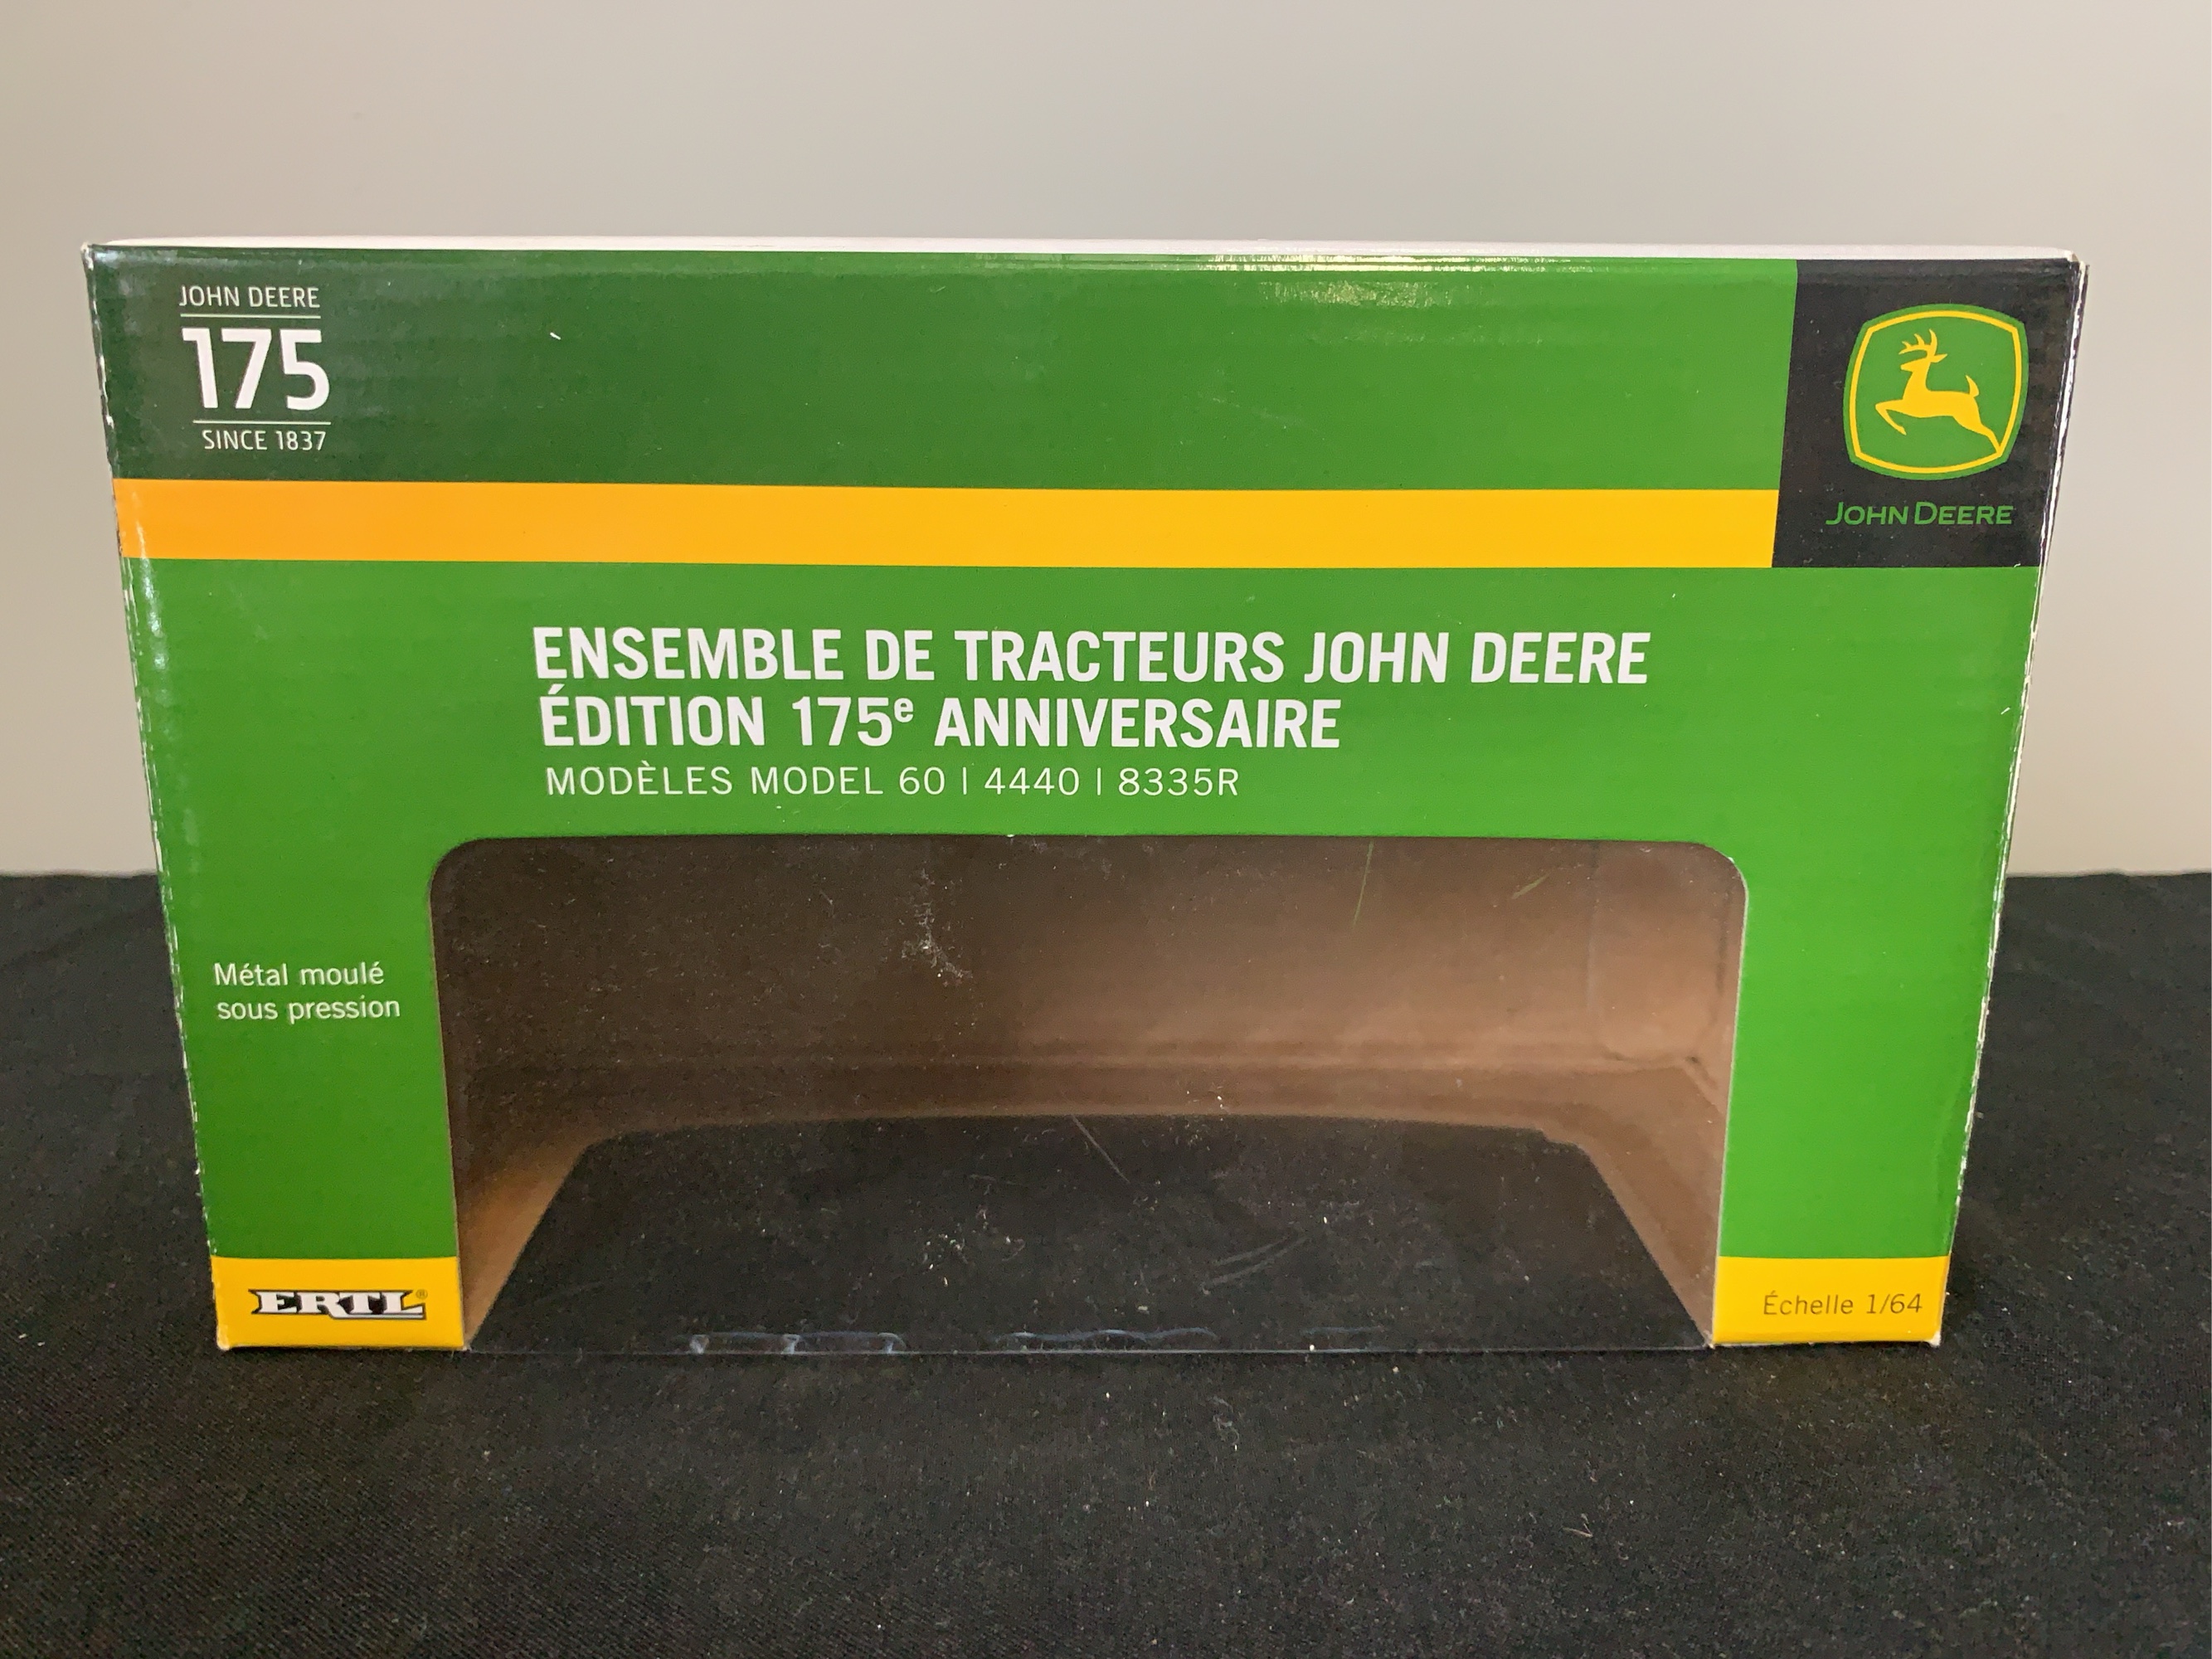 JOHN DEERE
175
SINCE 1837
JOHN DEERE
ENSEMBLE DE TRACTEURS JOHN DEERE
ÉDITION 175e ANNIVERSAIRE
MODÈLES MODEL 60 | 4440 | 8335R
Métal moulé
sous pression
ERTL®
Échelle 1/64